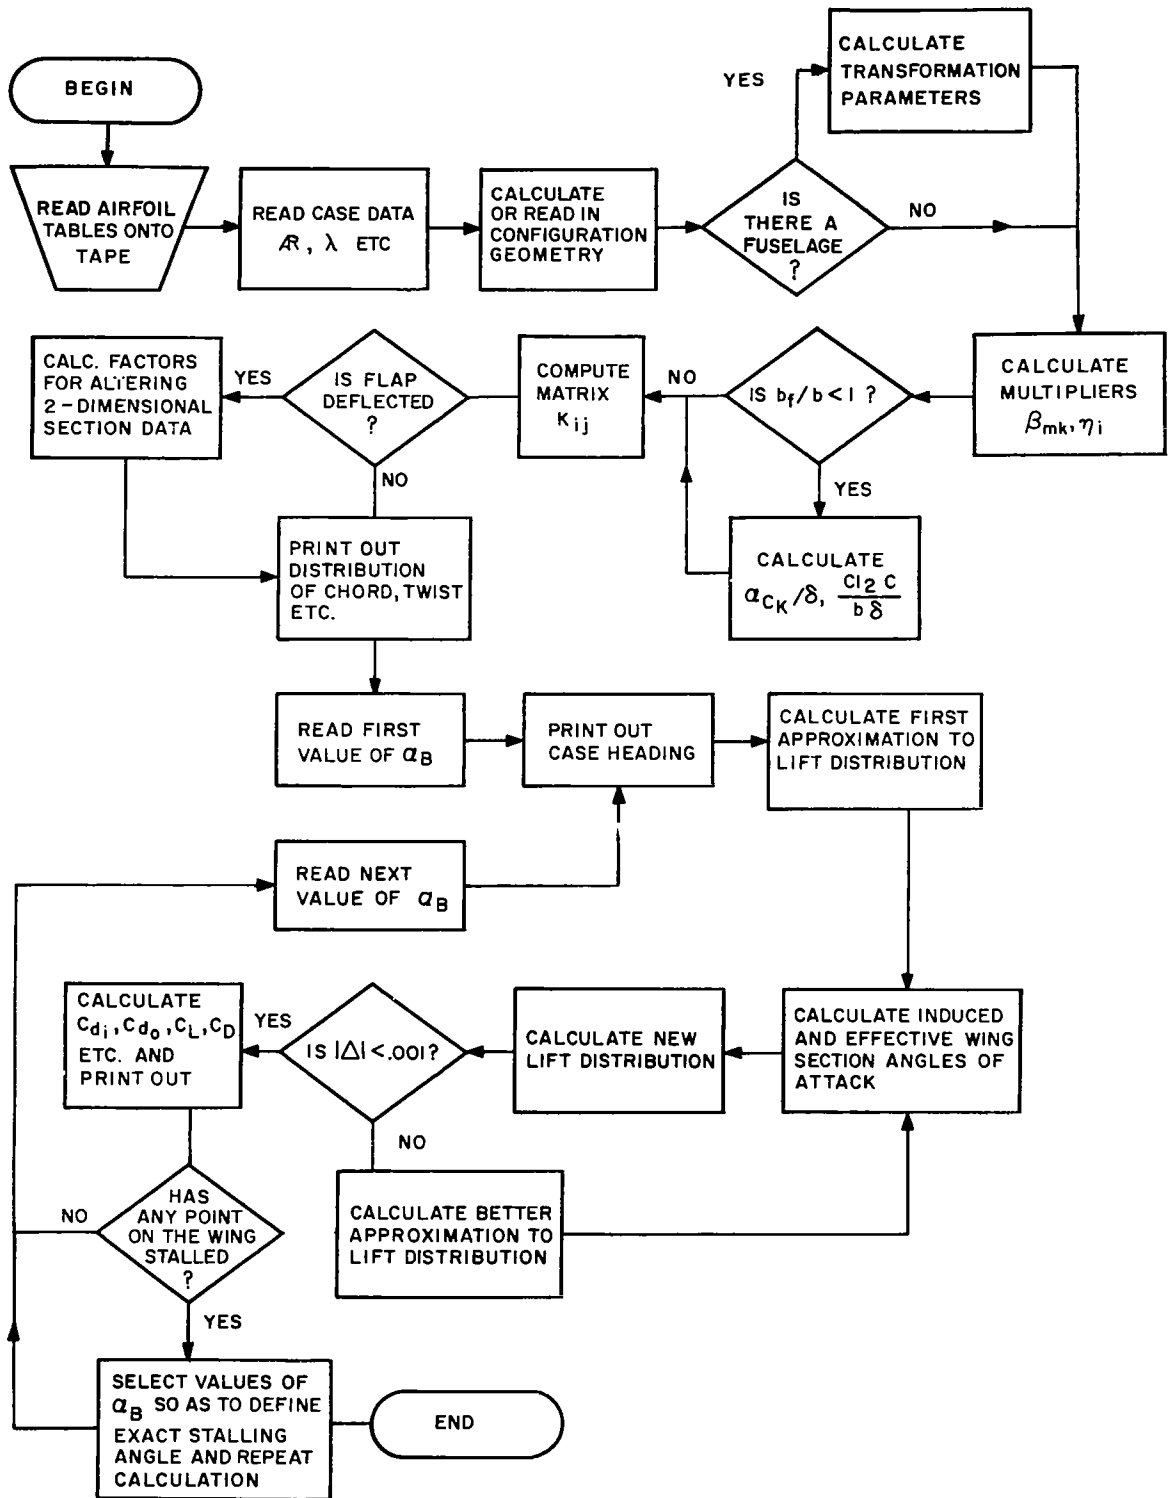 BEGIN
READ AIRFOIL
TABLES ONTO
TAPE
READ CASE DATA
ÆR, λ ETC
CALCULATE
OR READ IN
CONFIGURATION
GEOMETRY
IS
THERE A
FUSELAGE
?
YES
NO
CALCULATE
TRANSFORMATION
PARAMETERS
CALCULATE
MULTIPLIERS
βmk, ηi
IS bf/b < 1 ?
NO
YES
CALCULATE
αCK/δ, Cl2 C / b δ
COMPUTE
MATRIX
Kij
IS FLAP
DEFLECTED
?
YES
NO
CALC. FACTORS
FOR ALTERING
2-DIMENSIONAL
SECTION DATA
PRINT OUT
DISTRIBUTION
OF CHORD, TWIST
ETC.
READ FIRST
VALUE OF αB
PRINT OUT
CASE HEADING
CALCULATE FIRST
APPROXIMATION TO
LIFT DISTRIBUTION
READ NEXT
VALUE OF αB
CALCULATE INDUCED
AND EFFECTIVE WING
SECTION ANGLES OF
ATTACK
CALCULATE NEW
LIFT DISTRIBUTION
IS |Δ| < .001?
YES
NO
CALCULATE
Cdi, Cdo, CL, CD
ETC. AND
PRINT OUT
CALCULATE BETTER
APPROXIMATION TO
LIFT DISTRIBUTION
HAS
ANY POINT
ON THE WING
STALLED
?
NO
YES
SELECT VALUES OF
αB SO AS TO DEFINE
EXACT STALLING
ANGLE AND REPEAT
CALCULATION
END